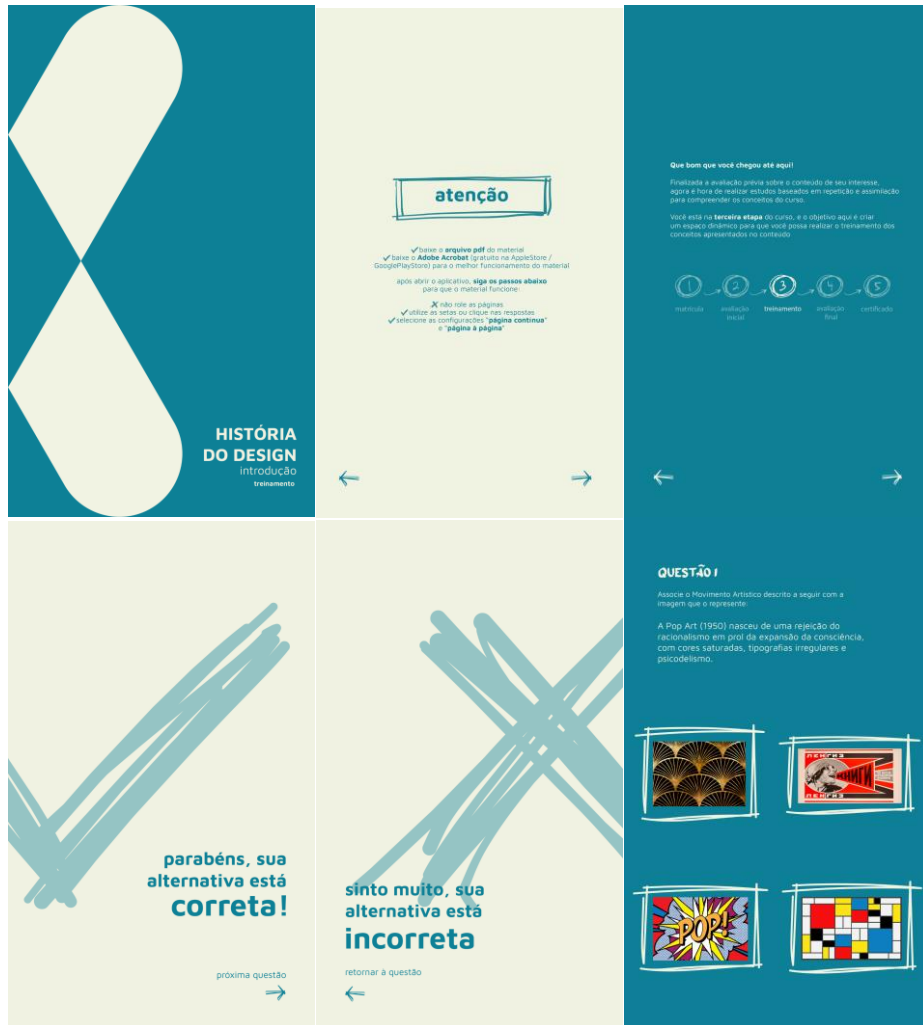 HISTÓRIA
DO DESIGN
introdução
treinamento
atenção
baixe o arquivo pdf do material
baixe o Adobe Acrobat (gratuito na AppleStore /
GooglePlayStore) para o melhor funcionamento do material
após abrir o aplicativo, siga os passos abaixo
para que o material funcione:
não role as páginas
utilize as setas ou clique nas respostas
selecione as configurações "página contínua"
e "página à página"
Que bom que você chegou até aqui!
Finalizada a avaliação prévia sobre o conteúdo de seu interesse,
agora é hora de realizar estudos baseados em repetição e assimilação
para compreender os conceitos do curso.
Você está na terceira etapa do curso, e o objetivo aqui é criar
um espaço dinâmico para que você possa realizar o treinamento dos
conceitos apresentados no conteúdo
1 2 3 4 5
matrícula avaliação inicial treinamento avaliação final certificado
parabéns, sua
alternativa está
correta!
próxima questão
sinto muito, sua
alternativa está
incorreta
retornar à questão
QUESTÃO 1
Associe o Movimento Artístico descrito a seguir com a
imagem que o represente:
A Pop Art (1950) nasceu de uma rejeição do
racionalismo em prol da expansão da consciência,
com cores saturadas, tipografias irregulares e
psicodelismo.
ЛЕНГИЗ
КНИГИ
ЛЕНГИЗ
POP!